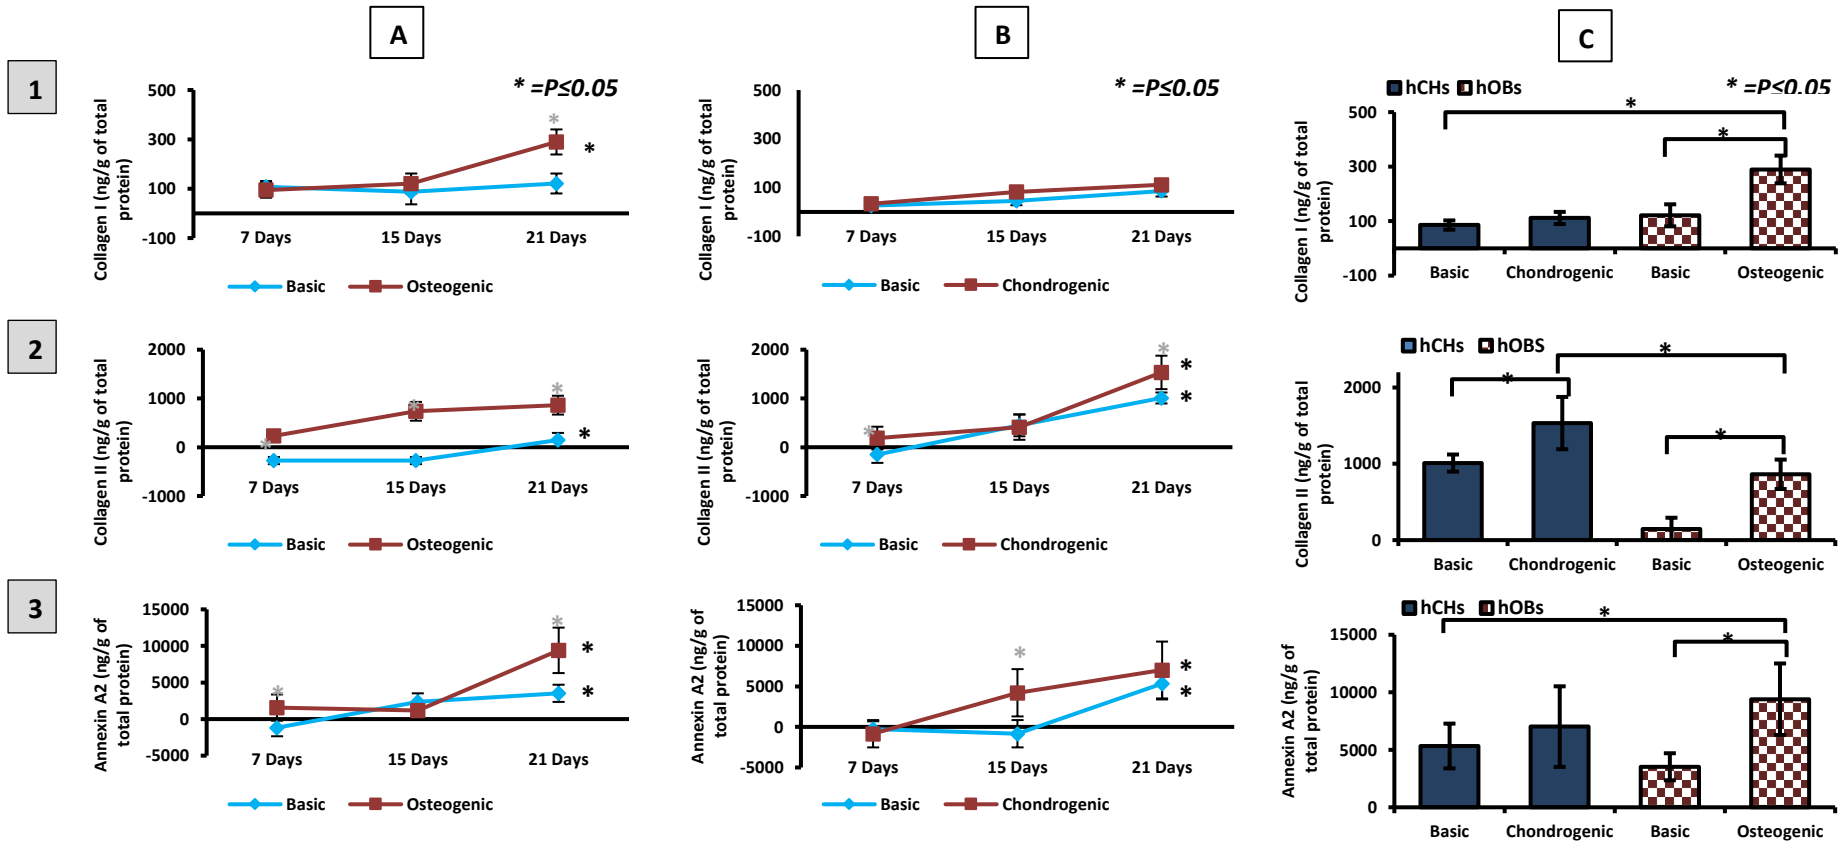 A
B
C
1
* =P≤0.05
Collagen I (ng/g of total
protein)
500
300
100
-100
7 Days
15 Days
21 Days
*
*
Basic
Osteogenic
* =P≤0.05
Collagen I (ng/g of total
protein)
500
300
100
-100
7 Days
15 Days
21 Days
Basic
Chondrogenic
hCHs
hOBs
* =P≤0.05
Collagen I (ng/g of total
protein)
500
300
100
-100
*
*
Basic
Chondrogenic
Basic
Osteogenic
2
Collagen II (ng/g of total
protein)
2000
1000
0
-1000
7 Days
15 Days
21 Days
*
*
*
*
Basic
Osteogenic
Collagen II (ng/g of total
protein)
2000
1000
0
-1000
7 Days
15 Days
21 Days
*
*
*
*
Basic
Chondrogenic
hCHs
hOBS
Collagen II (ng/g of total
protein)
2000
1000
0
*
*
*
Basic
Chondrogenic
Basic
Osteogenic
3
Annexin A2 (ng/g of
total protein)
15000
10000
5000
0
-5000
7 Days
15 Days
21 Days
*
*
*
*
Basic
Osteogenic
Annexin A2 (ng/g of
total protein)
15000
10000
5000
0
-5000
7 Days
15 Days
21 Days
*
*
*
Basic
Chondrogenic
hCHs
hOBs
Annexin A2 (ng/g of
total protein)
15000
10000
5000
0
*
*
Basic
Chondrogenic
Basic
Osteogenic